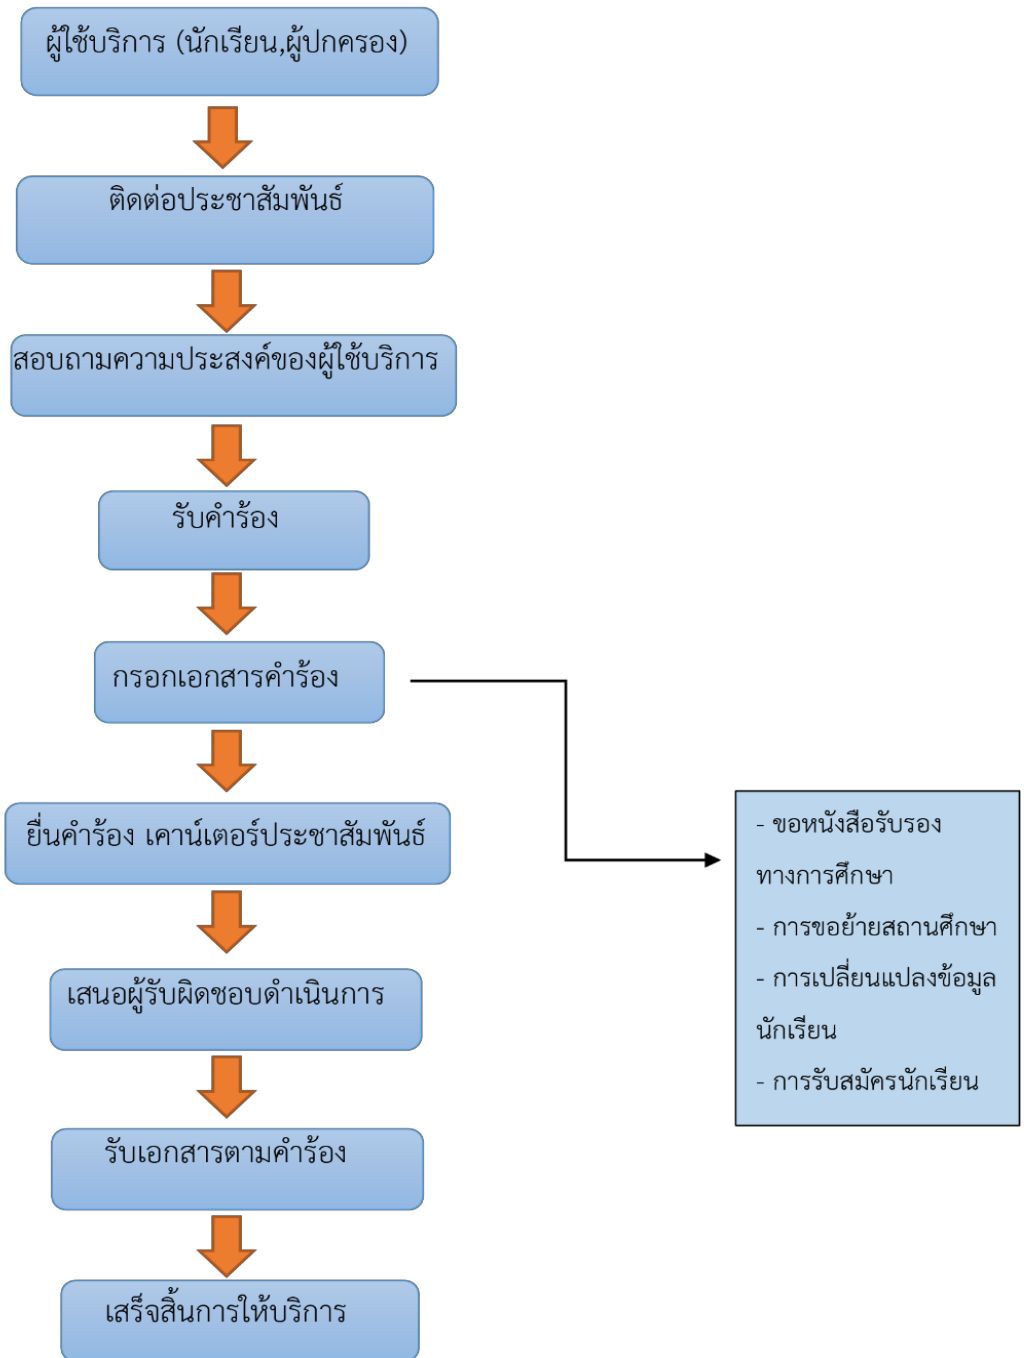 ผู้ใช้บริการ (นักเรียน,ผู้ปกครอง)
ติดต่อประชาสัมพันธ์
สอบถามความประสงค์ของผู้ใช้บริการ
รับคำร้อง
กรอกเอกสารคำร้อง
ยื่นคำร้อง เคาน์เตอร์ประชาสัมพันธ์
เสนอผู้รับผิดชอบดำเนินการ
รับเอกสารตามคำร้อง
เสร็จสิ้นการให้บริการ
- ขอหนังสือรับรอง
ทางการศึกษา
- การขอย้ายสถานศึกษา
- การเปลี่ยนแปลงข้อมูล
นักเรียน
- การรับสมัครนักเรียน